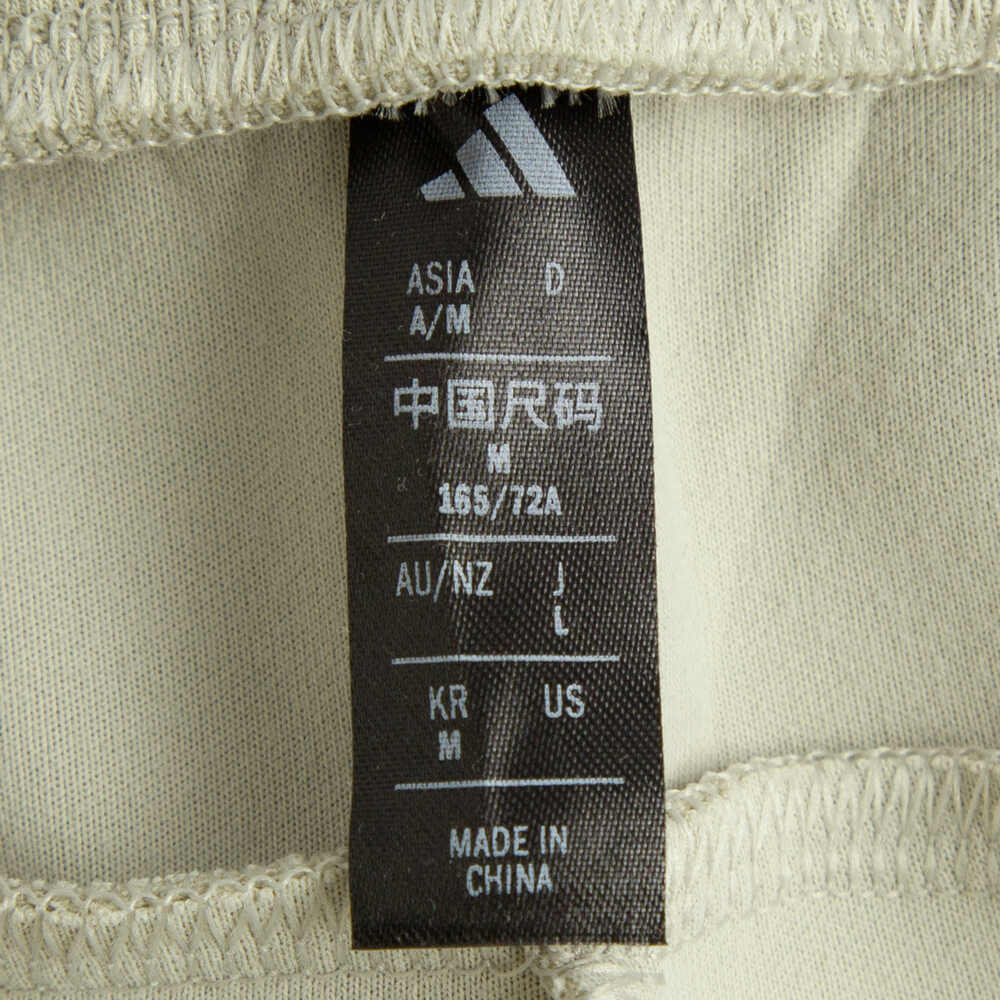 ASIA D
A/M
中国尺码
M
165/72A
AU/NZ J
L
KR US
M
MADE IN
CHINA